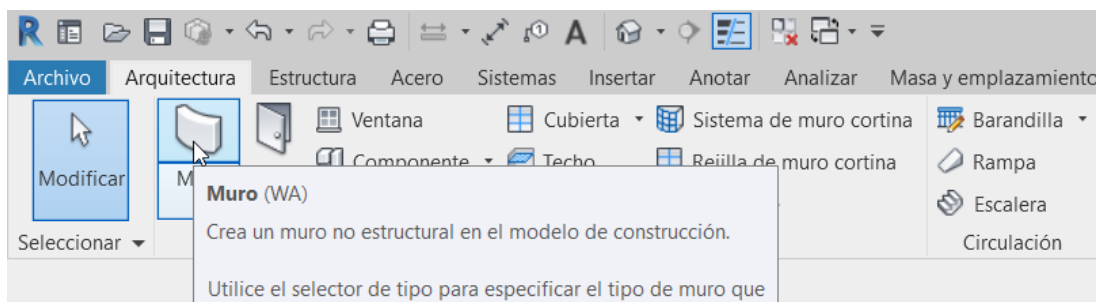 Archivo Arquitectura Estructura Acero Sistemas Insertar Anotar Analizar Masa y emplazamiento
Modificar
Ventana Cubierta Sistema de muro cortina Barandilla
Componente Techo Rejilla de muro cortina Rampa
Escalera
Seleccionar Circulación
Muro (WA)
Crea un muro no estructural en el modelo de construcción.
Utilice el selector de tipo para especificar el tipo de muro que